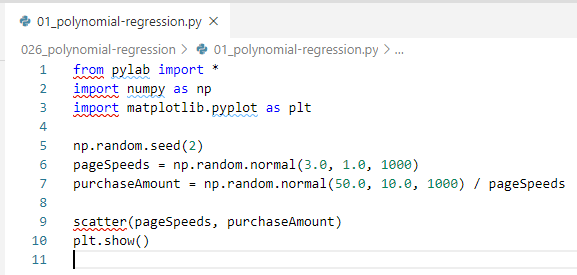 01_polynomial-regression.py
026_polynomial-regression > 01_polynomial-regression.py > ...
1 from pylab import *
2 import numpy as np
3 import matplotlib.pyplot as plt
4
5 np.random.seed(2)
6 pageSpeeds = np.random.normal(3.0, 1.0, 1000)
7 purchaseAmount = np.random.normal(50.0, 10.0, 1000) / pageSpeeds
8
9 scatter(pageSpeeds, purchaseAmount)
10 plt.show()
11